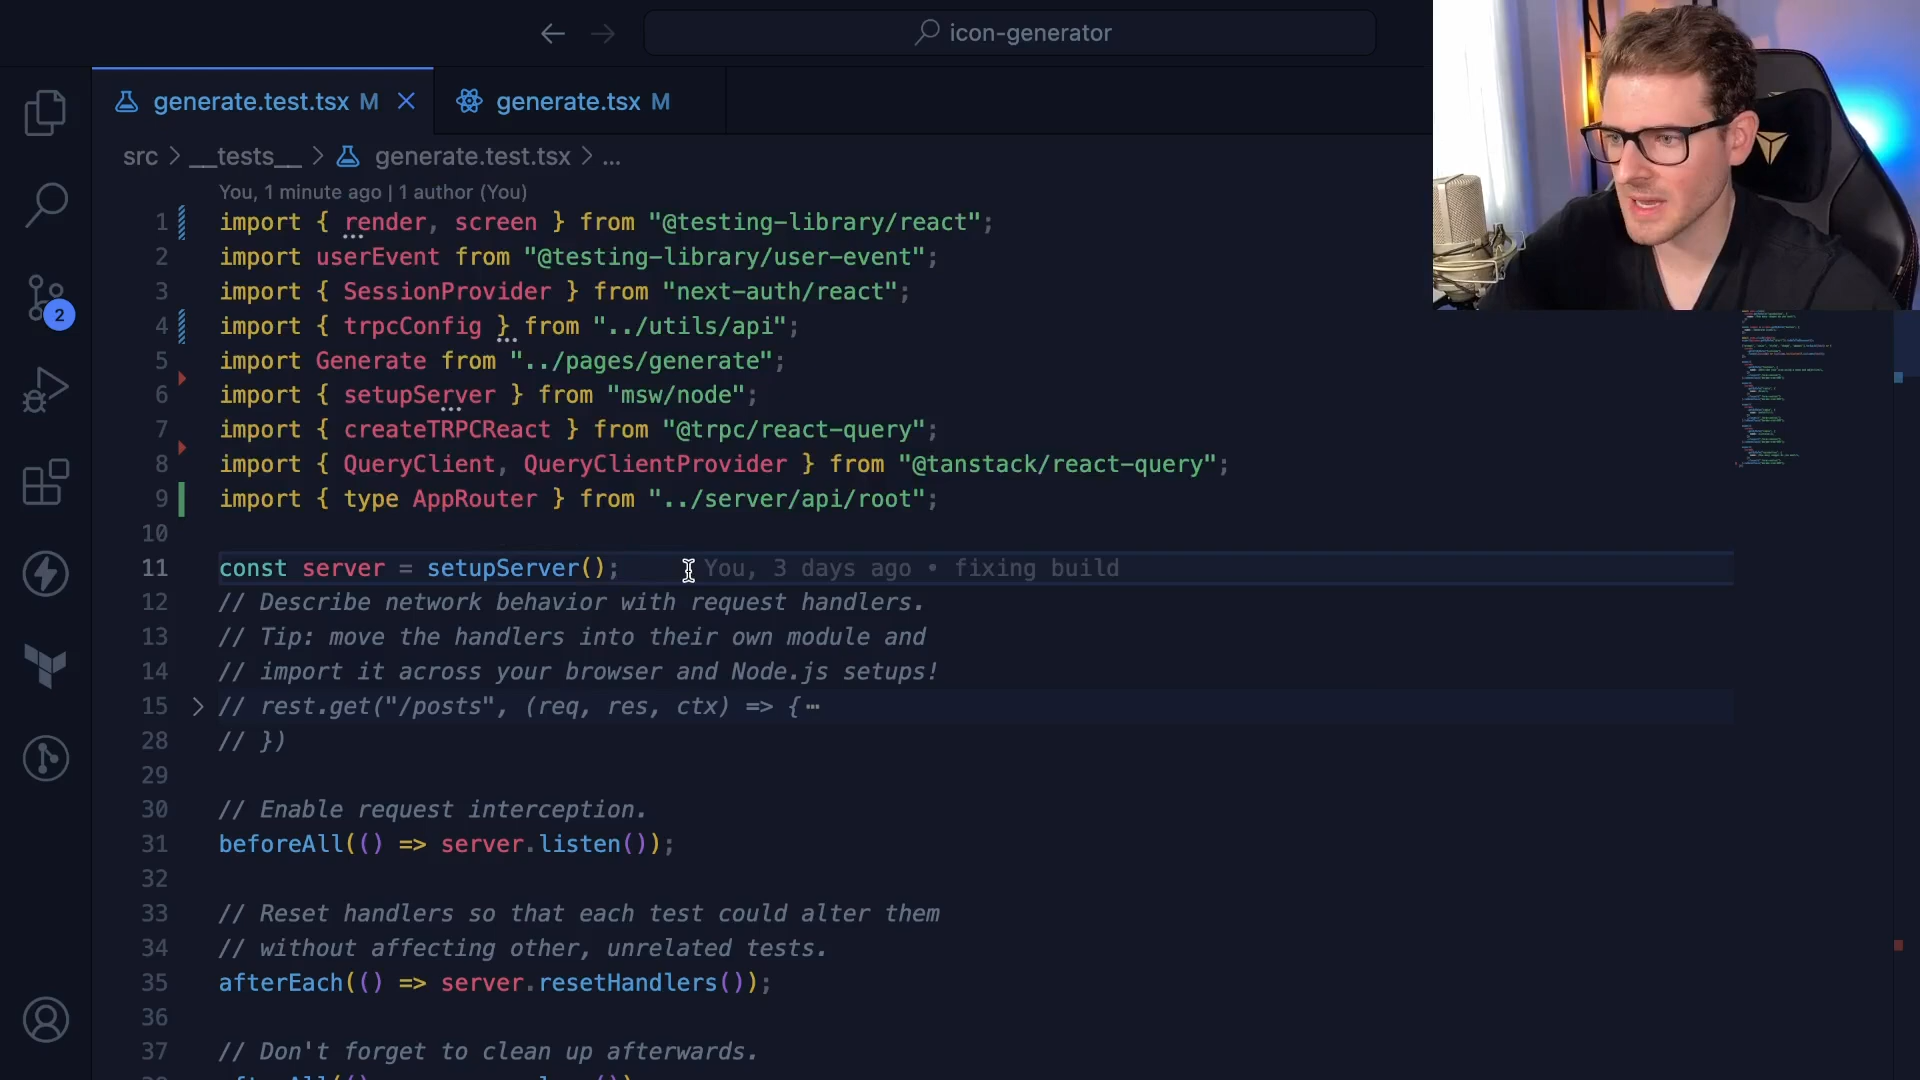 icon-generator
generate.test.tsx M
generate.tsx M
src > __tests__ > generate.test.tsx > ...
You, 1 minute ago | 1 author (You)
1 import { render, screen } from "@testing-library/react";
2 import userEvent from "@testing-library/user-event";
3 import { SessionProvider } from "next-auth/react";
4 import { trpcConfig } from "../utils/api";
5 import Generate from "../pages/generate";
6 import { setupServer } from "msw/node";
7 import { createTRPCReact } from "@trpc/react-query";
8 import { QueryClient, QueryClientProvider } from "@tanstack/react-query";
9 import { type AppRouter } from "../server/api/root";
10
11 const server = setupServer(); You, 3 days ago • fixing build
12 // Describe network behavior with request handlers.
13 // Tip: move the handlers into their own module and
14 // import it across your browser and Node.js setups!
15 // rest.get("/posts", (req, res, ctx) => {⋯
28 // })
29
30 // Enable request interception.
31 beforeAll(() => server.listen());
32
33 // Reset handlers so that each test could alter them
34 // without affecting other, unrelated tests.
35 afterEach(() => server.resetHandlers());
36
37 // Don't forget to clean up afterwards.
2